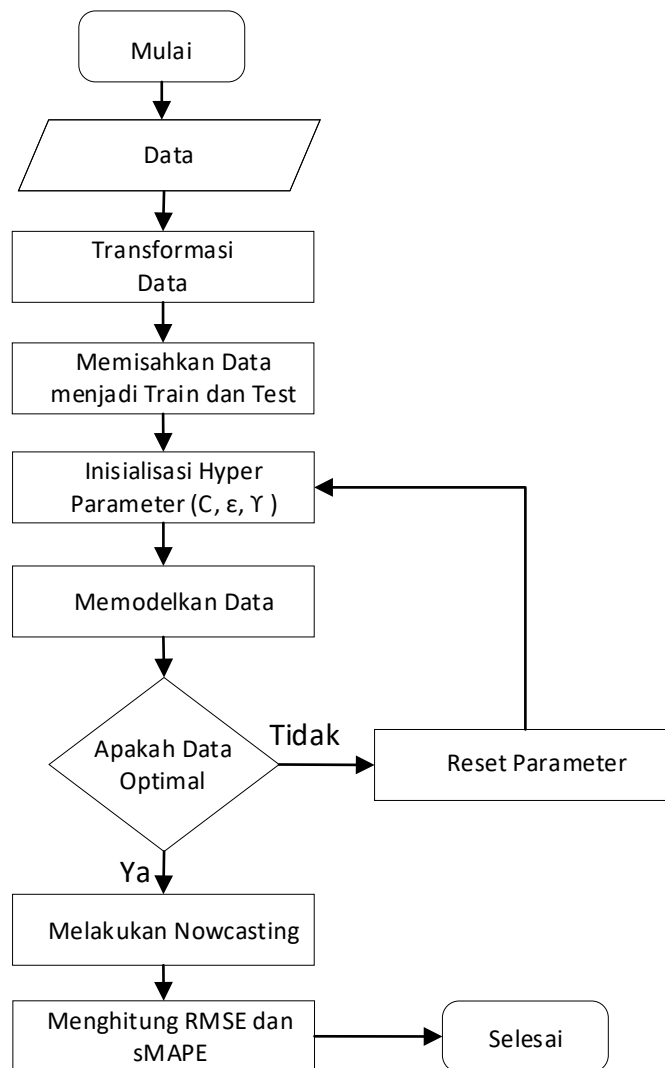 Mulai
Data
Transformasi
Data
Memisahkan Data
menjadi Train dan Test
Inisialisasi Hyper
Parameter (C, ε, ϒ )
Memodelkan Data
Apakah Data
Optimal
Tidak
Reset Parameter
Ya
Melakukan Nowcasting
Menghitung RMSE dan
sMAPE
Selesai